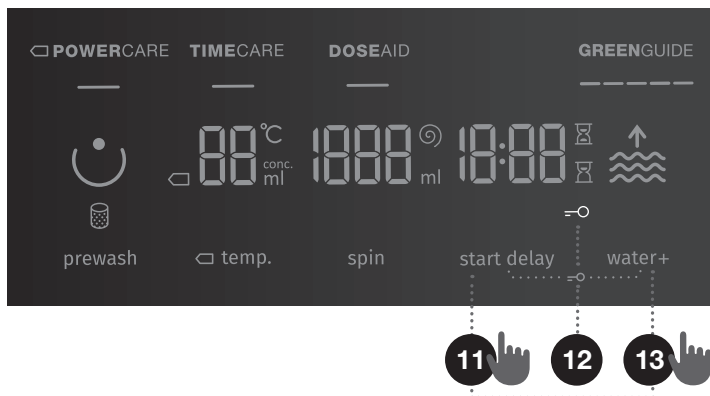 POWERCARE TIMECARE DOSEAID GREENGUIDE
88 °C conc. ml 1888 ml 18:88
prewash temp. spin start delay water+
11 12 13